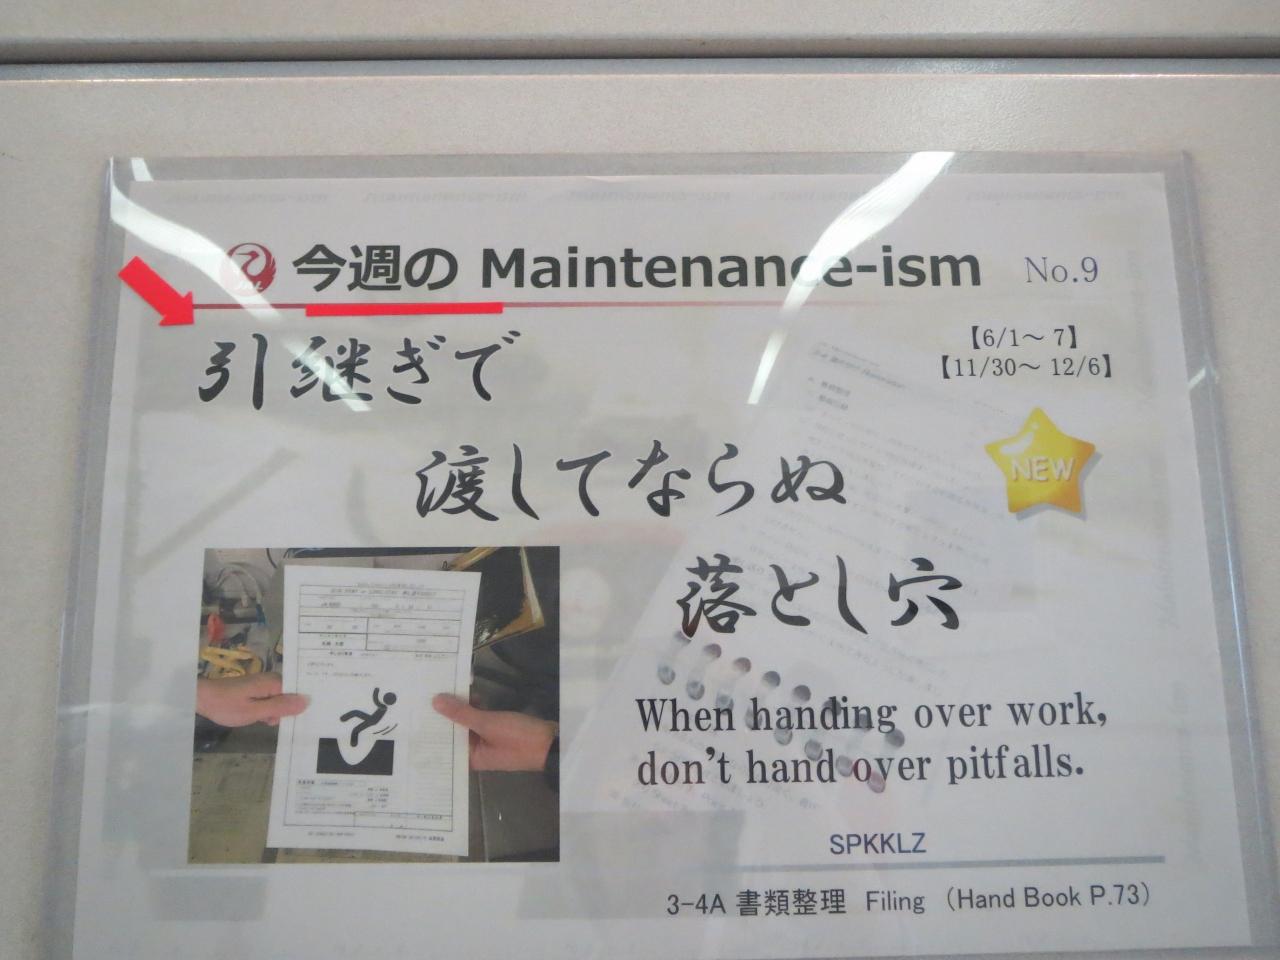 JAL
今週の Maintenance-ism No.9
引継ぎで
【6/1～ 7】
【11/30～ 12/6】
渡してならぬ
NEW
落とし穴
When handing over work,
don't hand over pitfalls.
SPKKLZ
3-4A 書類整理 Filing （Hand Book P.73）